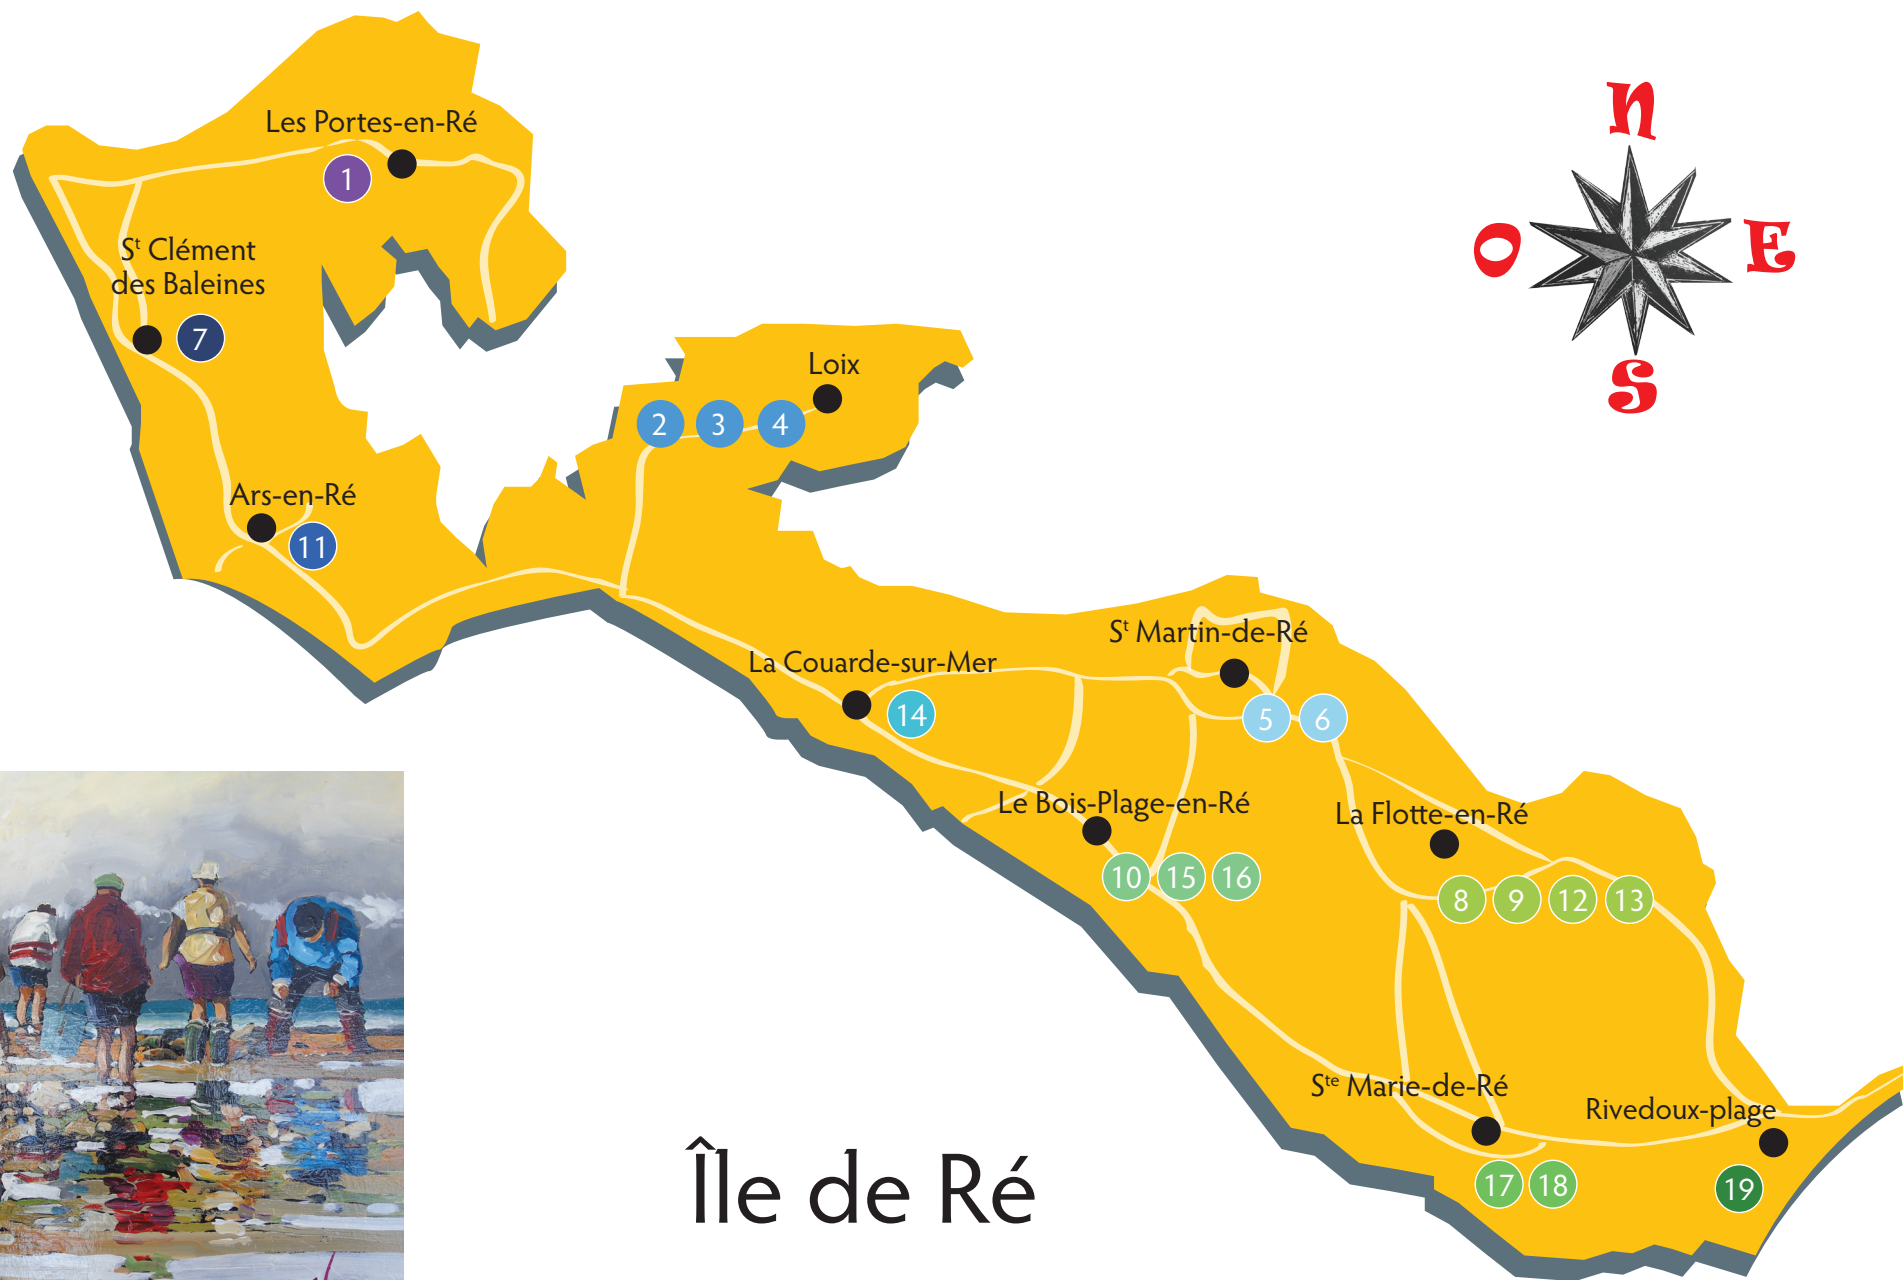 n
O
E
S
Les Portes-en-Ré
1
St Clément
des Baleines
7
Loix
2 3 4
Ars-en-Ré
11
St Martin-de-Ré
5 6
La Couarde-sur-Mer
14
Le Bois-Plage-en-Ré
10 15 16
La Flotte-en-Ré
8 9 12 13
Ste Marie-de-Ré
17 18
Rivedoux-plage
19
Île de Ré